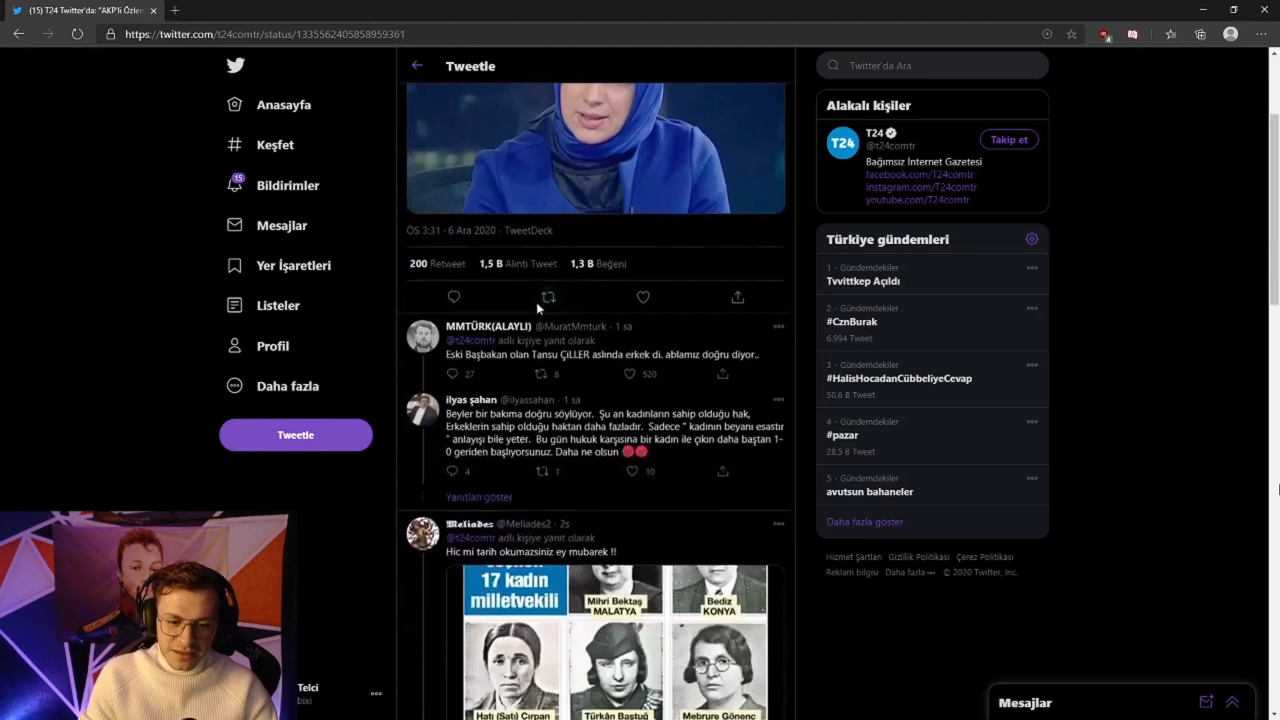 (15) T24 Twitter'da: "AKP'li Özlen
https://twitter.com/t24comtr/status/1335562405858959361
4
Anasayfa
Keşfet
15
Bildirimler
Mesajlar
Yer İşaretleri
Listeler
Profil
Daha fazla
Tweetle
Telci
bixi
Tweetle
ÖS 3:31 · 6 Ara 2020 · TweetDeck
200 Retweet 1,5 B Alıntı Tweet 1,3 B Beğeni
MMTÜRK(ALAYLI) @MuratMmturk · 1 sa
@t24comtr adlı kişiye yanıt olarak
Eski Başbakan olan Tansu ÇiLLER aslında erkek di. ablamız doğru diyor..
27 8 520
ilyas şahan @ilyassahan · 1 sa
Beyler bir bakıma doğru söylüyor. Şu an kadınların sahip olduğu hak,
Erkeklerin sahip olduğu haktan daha fazladır. Sadece " kadının beyanı esastır
" anlayışı bile yeter. Bu gün hukuk karşısına bir kadın ile çıkın daha baştan 1-
0 geriden başlıyorsunuz. Daha ne olsun 😡😡
4 1 10
Yanıtları göster
Meliades @Meliades2 · 2s
@t24comtr adlı kişiye yanıt olarak
Hic mi tarih okumazsiniz ey mubarek !!
17 kadın
milletvekili
Mihri Bektaş
MALATYA
Bediz
KONYA
Hatı (Satı) Çırpan
Türkân Baştuğ
Mebrure Gönenç
Twitter'da Ara
Alakalı kişiler
T24
T24
@t24comtr
Takip et
Bağımsız İnternet Gazetesi
facebook.com/T24comtr
instagram.com/T24comtr
youtube.com/T24comtr
Türkiye gündemleri
1 · Gündemdekiler
Tvvittkep Açıldı
2 · Gündemdekiler
#CznBurak
6.994 Tweet
3 · Gündemdekiler
#HalisHocadanCübbeliyeCevap
50,6 B Tweet
4 · Gündemdekiler
#pazar
28,5 B Tweet
5 · Gündemdekiler
avutsun bahaneler
Daha fazla göster
Hizmet Şartları Gizlilik Politikası Çerez Politikası
Reklam bilgisi Daha fazla ••• © 2020 Twitter, Inc.
Mesajlar